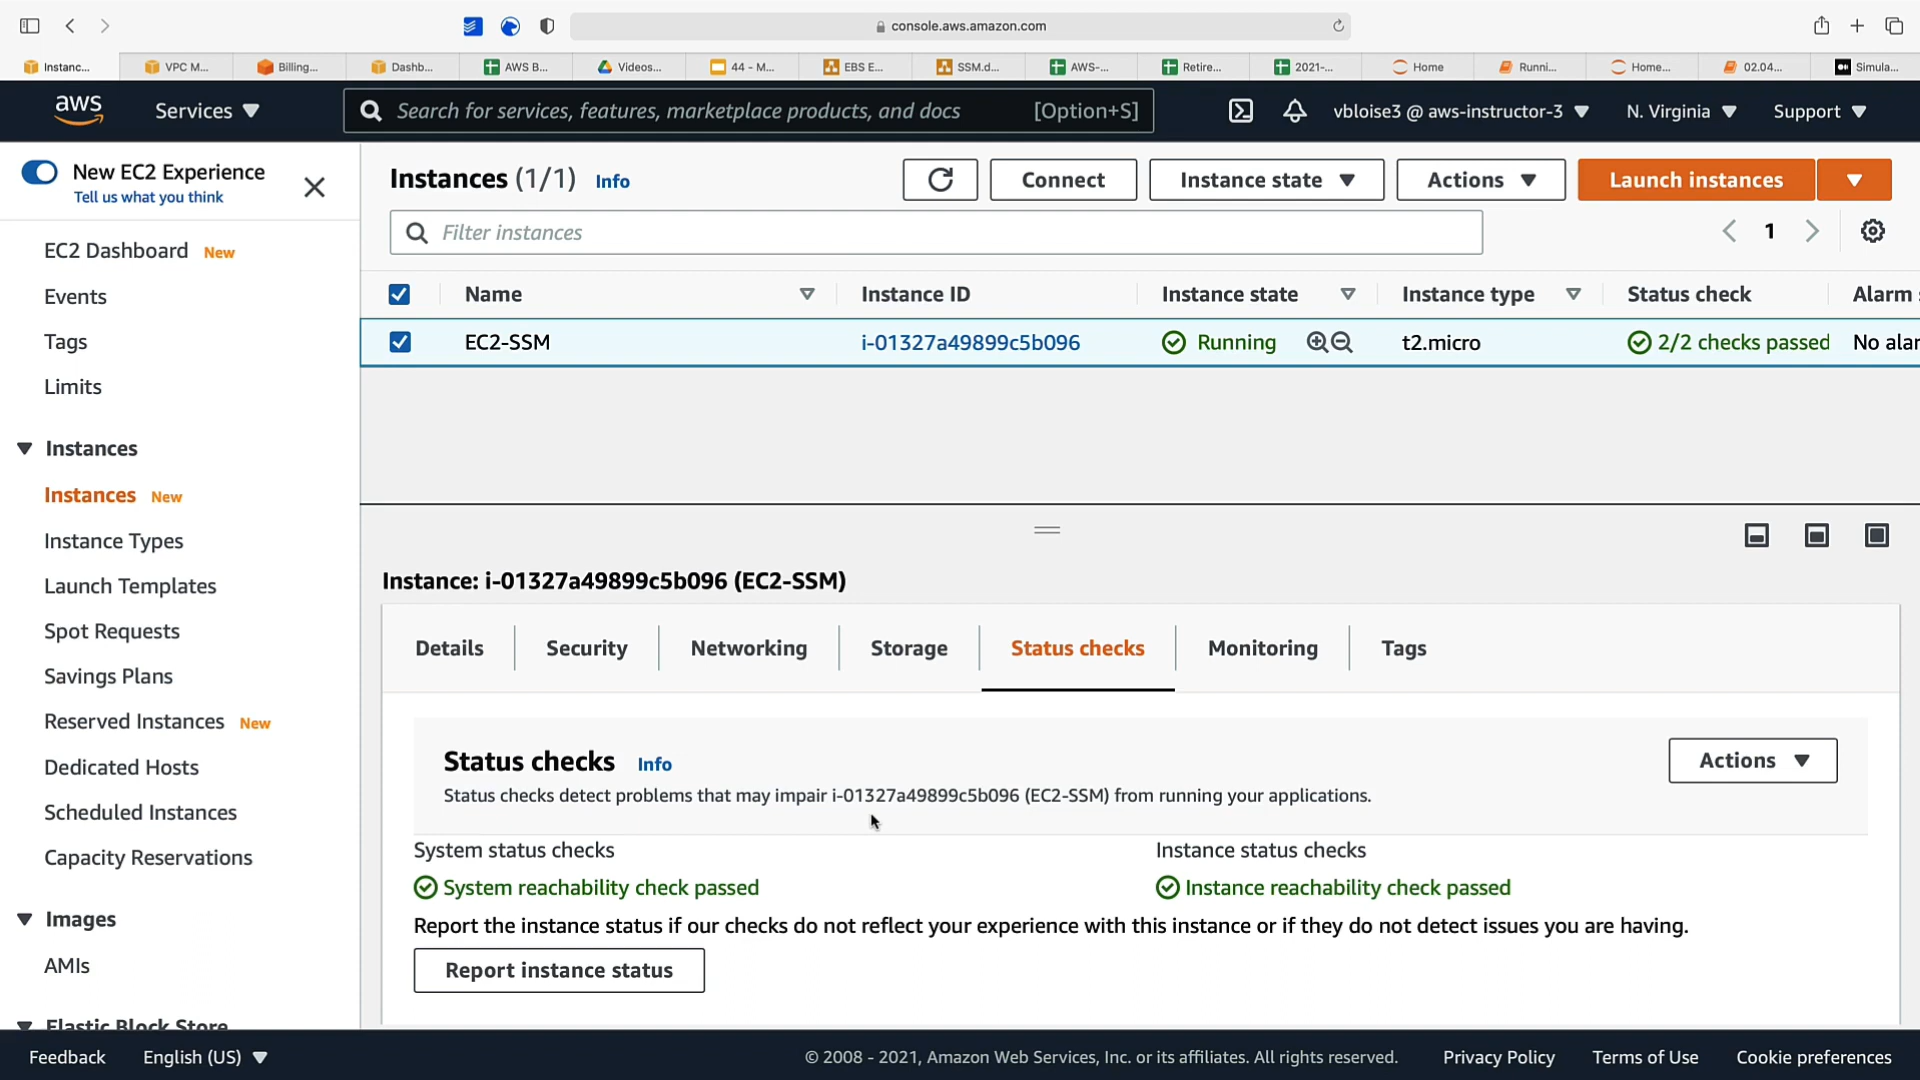 console.aws.amazon.com
Instanc...
VPC M...
Billing...
Dashb...
AWS B...
Videos...
44 - M...
EBS E...
SSM.d...
AWS-...
Retire...
2021-...
Home
Runni...
Home...
02.04...
Simula...
aws
Services
Search for services, features, marketplace products, and docs
[Option+S]
vbloise3 @ aws-instructor-3
N. Virginia
Support
New EC2 Experience
Tell us what you think
EC2 Dashboard New
Events
Tags
Limits
Instances
Instances New
Instance Types
Launch Templates
Spot Requests
Savings Plans
Reserved Instances New
Dedicated Hosts
Scheduled Instances
Capacity Reservations
Images
AMIs
Elastic Block Store
Instances (1/1) Info
Connect
Instance state
Actions
Launch instances
Filter instances
1
Name
Instance ID
Instance state
Instance type
Status check
Alarm s
EC2-SSM
i-01327a49899c5b096
Running
t2.micro
2/2 checks passed
No alar
Instance: i-01327a49899c5b096 (EC2-SSM)
Details
Security
Networking
Storage
Status checks
Monitoring
Tags
Status checks Info
Actions
Status checks detect problems that may impair i-01327a49899c5b096 (EC2-SSM) from running your applications.
System status checks
System reachability check passed
Instance status checks
Instance reachability check passed
Report the instance status if our checks do not reflect your experience with this instance or if they do not detect issues you are having.
Report instance status
Feedback
English (US)
© 2008 - 2021, Amazon Web Services, Inc. or its affiliates. All rights reserved.
Privacy Policy
Terms of Use
Cookie preferences